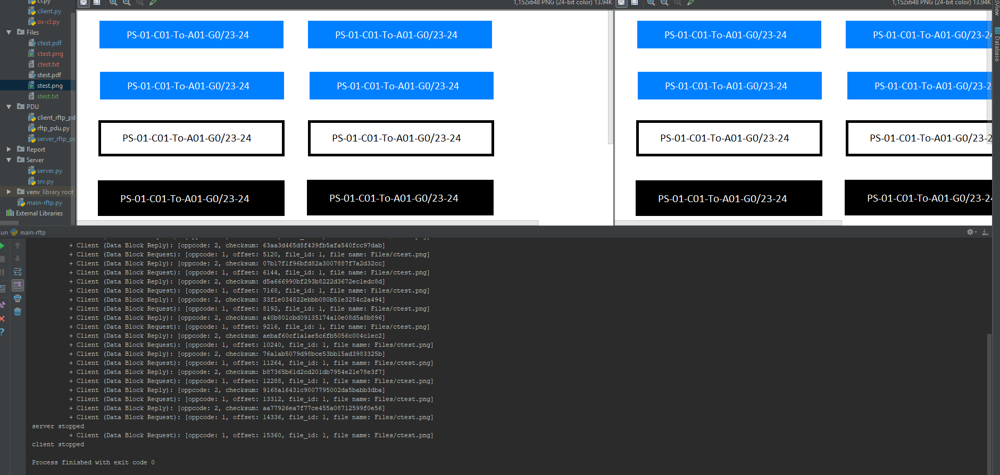 cl.py
1,152x648 PNG (24-bit color) 13.94K
1,152x648 PNG (24-bit color) 13.94K
client.py
os-cl.py
Files
ctest.pdf
ctest.png
ctest.txt
stest.pdf
stest.png
stest.txt
PDU
client_rftp_pd
rftp_pdu.py
server_rftp_pd
Report
Server
server.py
srv.py
venv library root
main-rftp.py
External Libraries
PS-01-C01-To-A01-G0/23-24
PS-01-C01-To-A01-G0/23-24
PS-01-C01-To-A01-G0/23-24
PS-01-C01-To-A01-G0/23-24
PS-01-C01-To-A01-G0/23-24
PS-01-C01-To-A01-G0/23-24
PS-01-C01-To-A01-G0/23-24
PS-01-C01-To-A01-G0/23-24
PS-01-C01-To-A01-G0/23-24
PS-01-C01-To-A01-G0/23-24
PS-01-C01-To-A01-G0/23-24
PS-01-C01-To-A01-G0/23-2
PS-01-C01-To-A01-G0/23-24
PS-01-C01-To-A01-G0/23-2
PS-01-C01-To-A01-G0/23-24
PS-01-C01-To-A01-G0/23-24
View
Database
un main-rftp
+ Client (Data Block Reply): [oppcode: 2, checksum: 63aa3d465d8f439fb5afa540fcc97dab]
+ Client (Data Block Request): [oppcode: 1, offset: 5120, file_id: 1, file name: Files/ctest.png]
+ Client (Data Block Reply): [oppcode: 2, checksum: 07b17f1f96bfd82a3007887f7a2d32cc]
+ Client (Data Block Request): [oppcode: 1, offset: 6144, file_id: 1, file name: Files/ctest.png]
+ Client (Data Block Reply): [oppcode: 2, checksum: d5a666990bf293b8222d3672ec1edc8d]
+ Client (Data Block Request): [oppcode: 1, offset: 7168, file_id: 1, file name: Files/ctest.png]
+ Client (Data Block Reply): [oppcode: 2, checksum: 33f1e034822ebbb080b51e3254c2a494]
+ Client (Data Block Request): [oppcode: 1, offset: 8192, file_id: 1, file name: Files/ctest.png]
+ Client (Data Block Reply): [oppcode: 2, checksum: a40b801cbd09135174a10e08d5a8b896]
+ Client (Data Block Request): [oppcode: 1, offset: 9216, file_id: 1, file name: Files/ctest.png]
+ Client (Data Block Reply): [oppcode: 2, checksum: aebaf60cf1a1ae5c6fb5056c004c1ec2]
+ Client (Data Block Request): [oppcode: 1, offset: 10240, file_id: 1, file name: Files/ctest.png]
+ Client (Data Block Reply): [oppcode: 2, checksum: 76a1ab5079d98bce53bb15ad3983325b]
+ Client (Data Block Request): [oppcode: 1, offset: 11264, file_id: 1, file name: Files/ctest.png]
+ Client (Data Block Reply): [oppcode: 2, checksum: b87365b61d2cd201db7954e21e78e3f7]
+ Client (Data Block Request): [oppcode: 1, offset: 12288, file_id: 1, file name: Files/ctest.png]
+ Client (Data Block Reply): [oppcode: 2, checksum: 9168a16431c9007795002da5babb3dba]
+ Client (Data Block Request): [oppcode: 1, offset: 13312, file_id: 1, file name: Files/ctest.png]
+ Client (Data Block Reply): [oppcode: 2, checksum: aa77926ea7f77ce455a08712599f0e56]
+ Client (Data Block Request): [oppcode: 1, offset: 14336, file_id: 1, file name: Files/ctest.png]
server stopped
+ Client (Data Block Request): [oppcode: 1, offset: 15360, file_id: 1, file name: Files/ctest.png]
client stopped
Process finished with exit code 0